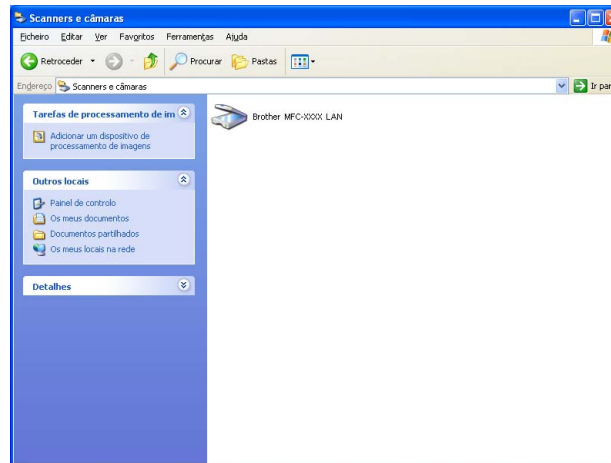 Scanners e câmaras
Ficheiro Editar Ver Favoritos Ferramentas Ajuda
Retroceder Procurar Pastas
Endereço Scanners e câmaras Ir par
Tarefas de processamento de im
Adicionar um dispositivo de
processamento de imagens
Outros locais
Painel de controlo
Os meus documentos
Documentos partilhados
Os meus locais na rede
Detalhes
Brother MFC-XXXX LAN